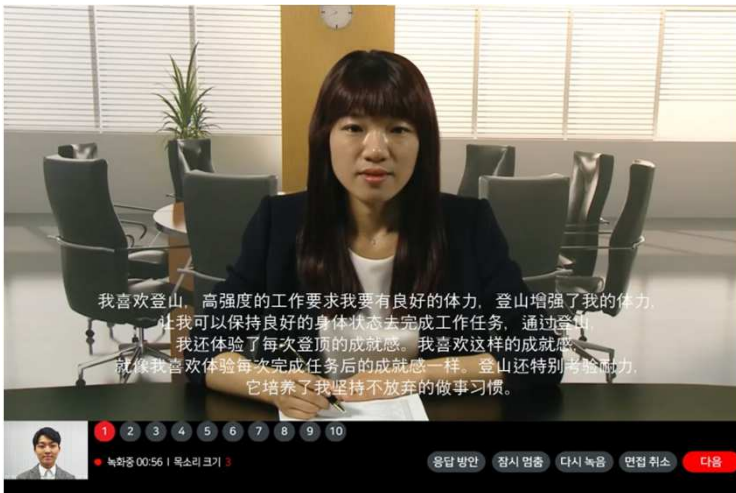 我喜欢登山，高强度的工作要求我要有良好的体力，登山增强了我的体力，
让我可以保持良好的身体状态去完成工作任务，通过登山，
我还体验了每次登顶的成就感。我喜欢这样的成就感，
就像我喜欢体验每次完成任务后的成就感一样。登山还特别考验耐力，
它培养了我坚持不放弃的做事习惯。
1 2 3 4 5 6 7 8 9 10
녹화중 00:56 | 목소리 크기 3
응답 방안 잠시 멈춤 다시 녹음 면접 취소 다음